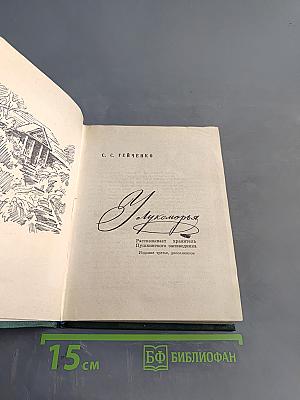 С. С. ГЕЙЧЕНКО
У Лукоморья
Рассказывает хранитель
Пушкинского заповедника
Издание третье, дополненное
15 см
БФ БИБЛИОФАН